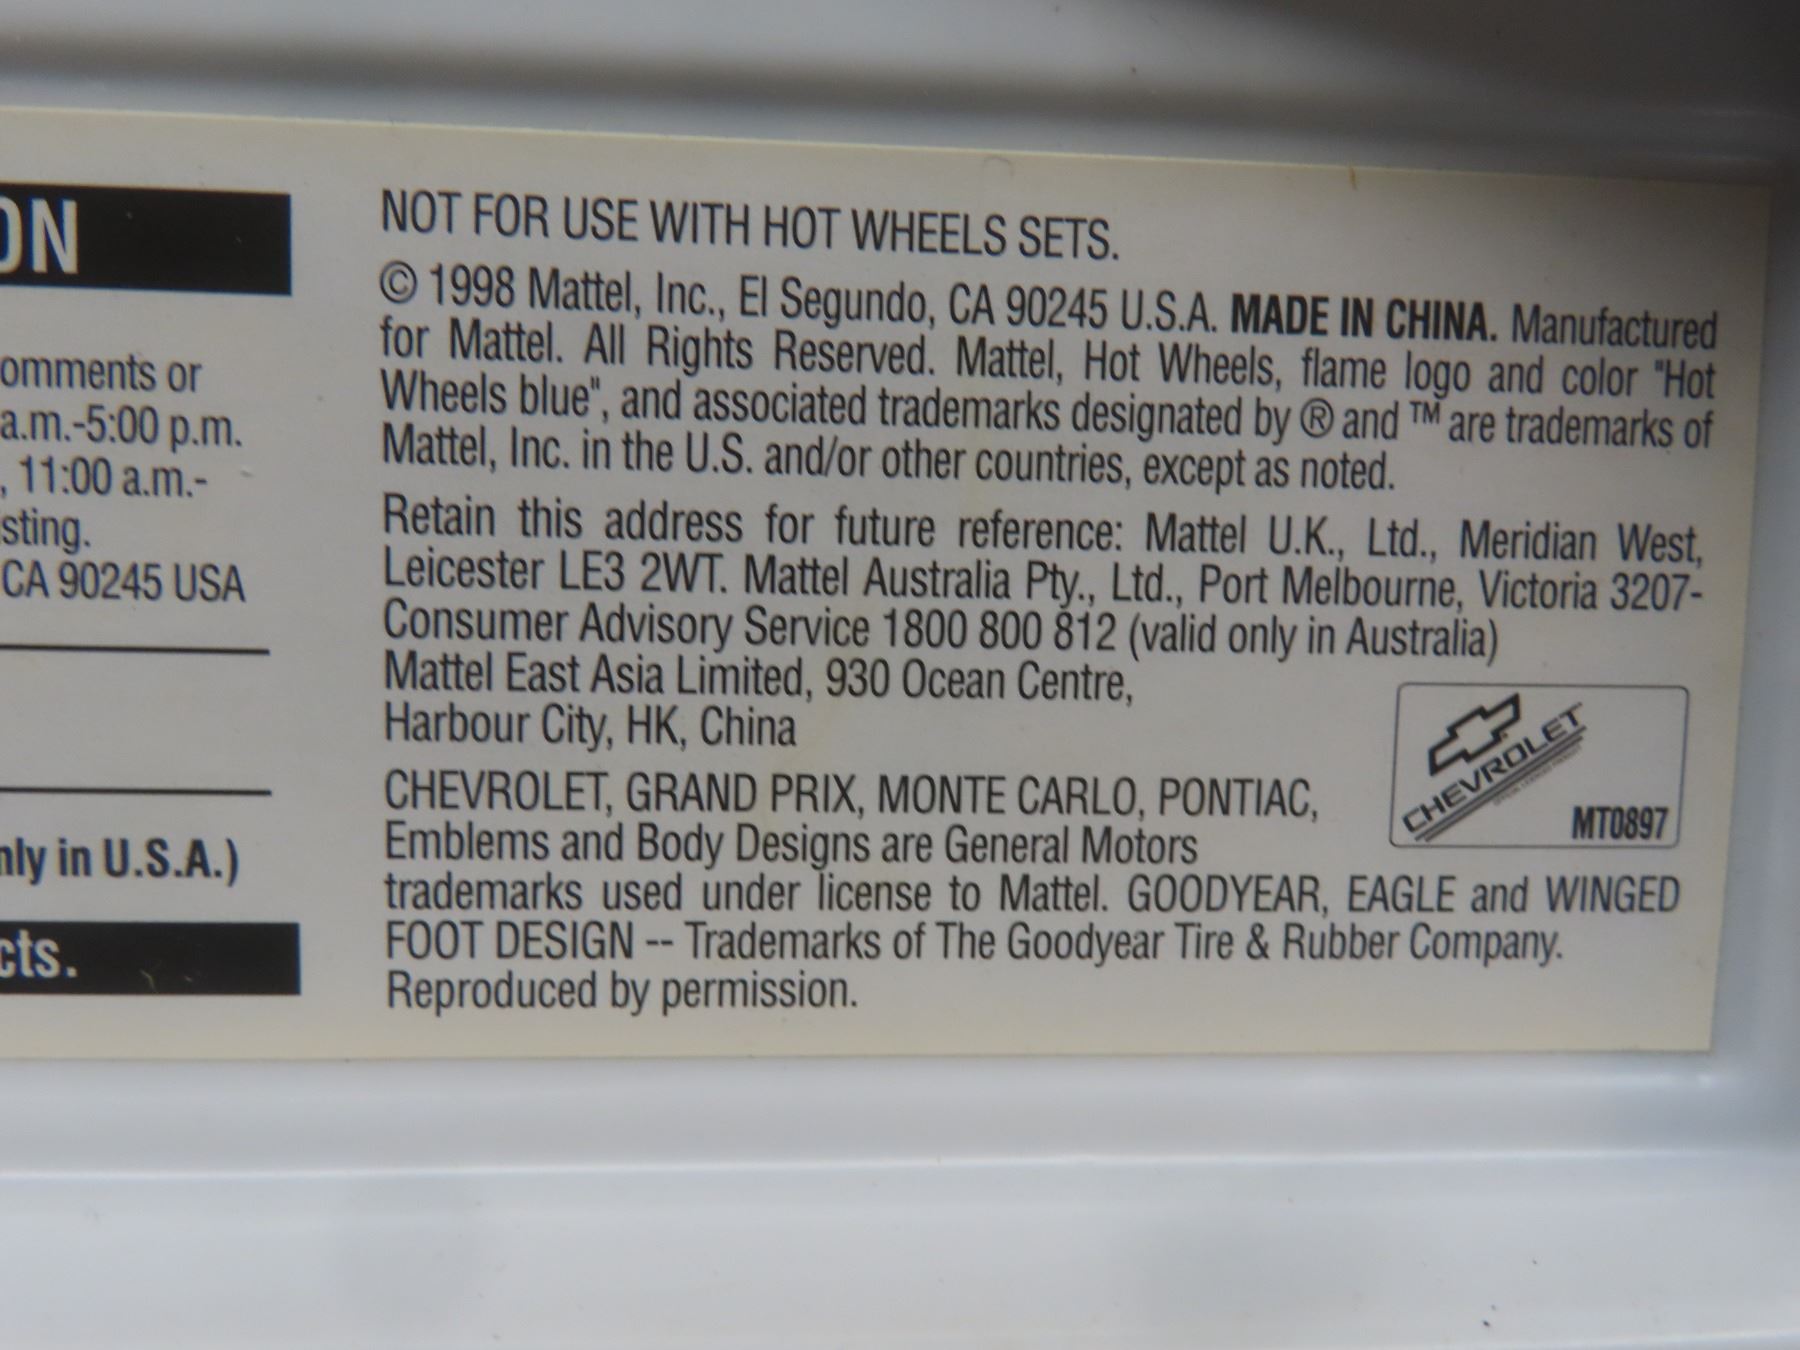 ON
omments or
a.m.-5:00 p.m.
, 11:00 a.m.-
sting.
CA 90245 USA
nly in U.S.A.)
cts.
NOT FOR USE WITH HOT WHEELS SETS.
© 1998 Mattel, Inc., El Segundo, CA 90245 U.S.A. MADE IN CHINA. Manufactured
for Mattel. All Rights Reserved. Mattel, Hot Wheels, flame logo and color "Hot
Wheels blue", and associated trademarks designated by ® and ™ are trademarks of
Mattel, Inc. in the U.S. and/or other countries, except as noted.
Retain this address for future reference: Mattel U.K., Ltd., Meridian West,
Leicester LE3 2WT. Mattel Australia Pty., Ltd., Port Melbourne, Victoria 3207-
Consumer Advisory Service 1800 800 812 (valid only in Australia)
Mattel East Asia Limited, 930 Ocean Centre,
Harbour City, HK, China
CHEVROLET, GRAND PRIX, MONTE CARLO, PONTIAC,
Emblems and Body Designs are General Motors
trademarks used under license to Mattel. GOODYEAR, EAGLE and WINGED
FOOT DESIGN -- Trademarks of The Goodyear Tire & Rubber Company.
Reproduced by permission.
CHEVROLET
MT0897